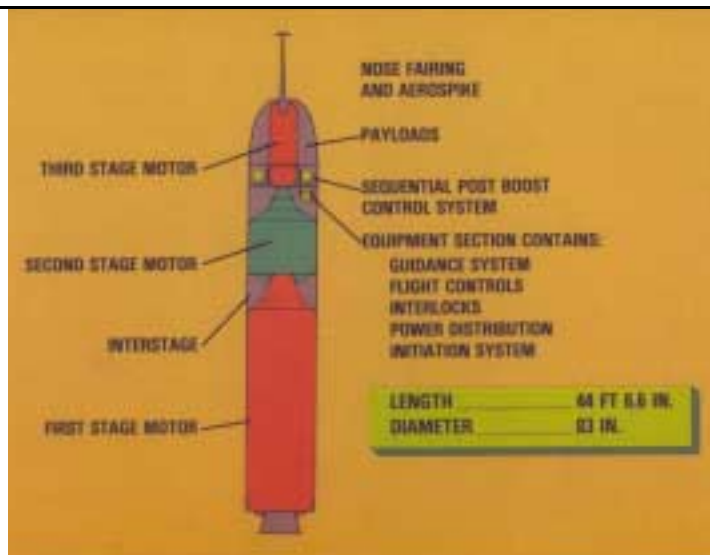 NOSE FAIRING
AND AEROSPIKE
PAYLOADS
THIRD STAGE MOTOR
SEQUENTIAL POST BOOST
CONTROL SYSTEM
EQUIPMENT SECTION CONTAINS:
GUIDANCE SYSTEM
FLIGHT CONTROLS
INTERLOCKS
POWER DISTRIBUTION
INITIATION SYSTEM
SECOND STAGE MOTOR
INTERSTAGE
FIRST STAGE MOTOR
LENGTH 44 FT 6.6 IN.
DIAMETER 83 IN.